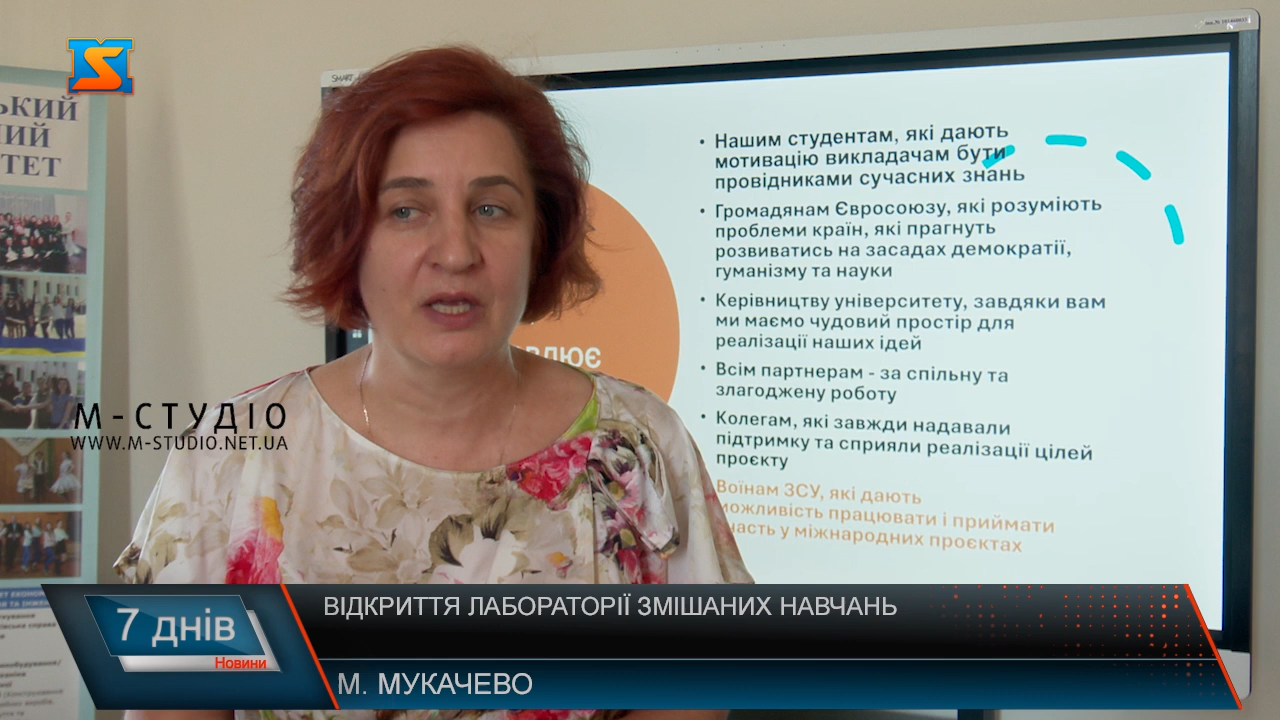 SMART
ИЙ
ТЕТ
• Нашим студентам, які дають
мотивацію викладачам бути
провідниками сучасних знань
• Громадянам Євросоюзу, які розуміють
проблеми країн, які прагнуть
розвиватись на засадах демократії,
гуманізму та науки
• Керівництву університету, завдяки вам
ми маємо чудовий простір для
реалізації наших ідей
• Всім партнерам - за спільну та
злагоджену роботу
• Колегам, які завжди надавали
підтримку та сприяли реалізації цілей
проєкту
Воїнам ЗСУ, які дають
можливість працювати і приймати
участь у міжнародних проєктах
М-СТУДІО
WWW.M-STUDIO.NET.UA
7 днів
Новини
ВІДКРИТТЯ ЛАБОРАТОРІЇ ЗМІШАНИХ НАВЧАНЬ
М. МУКАЧЕВО